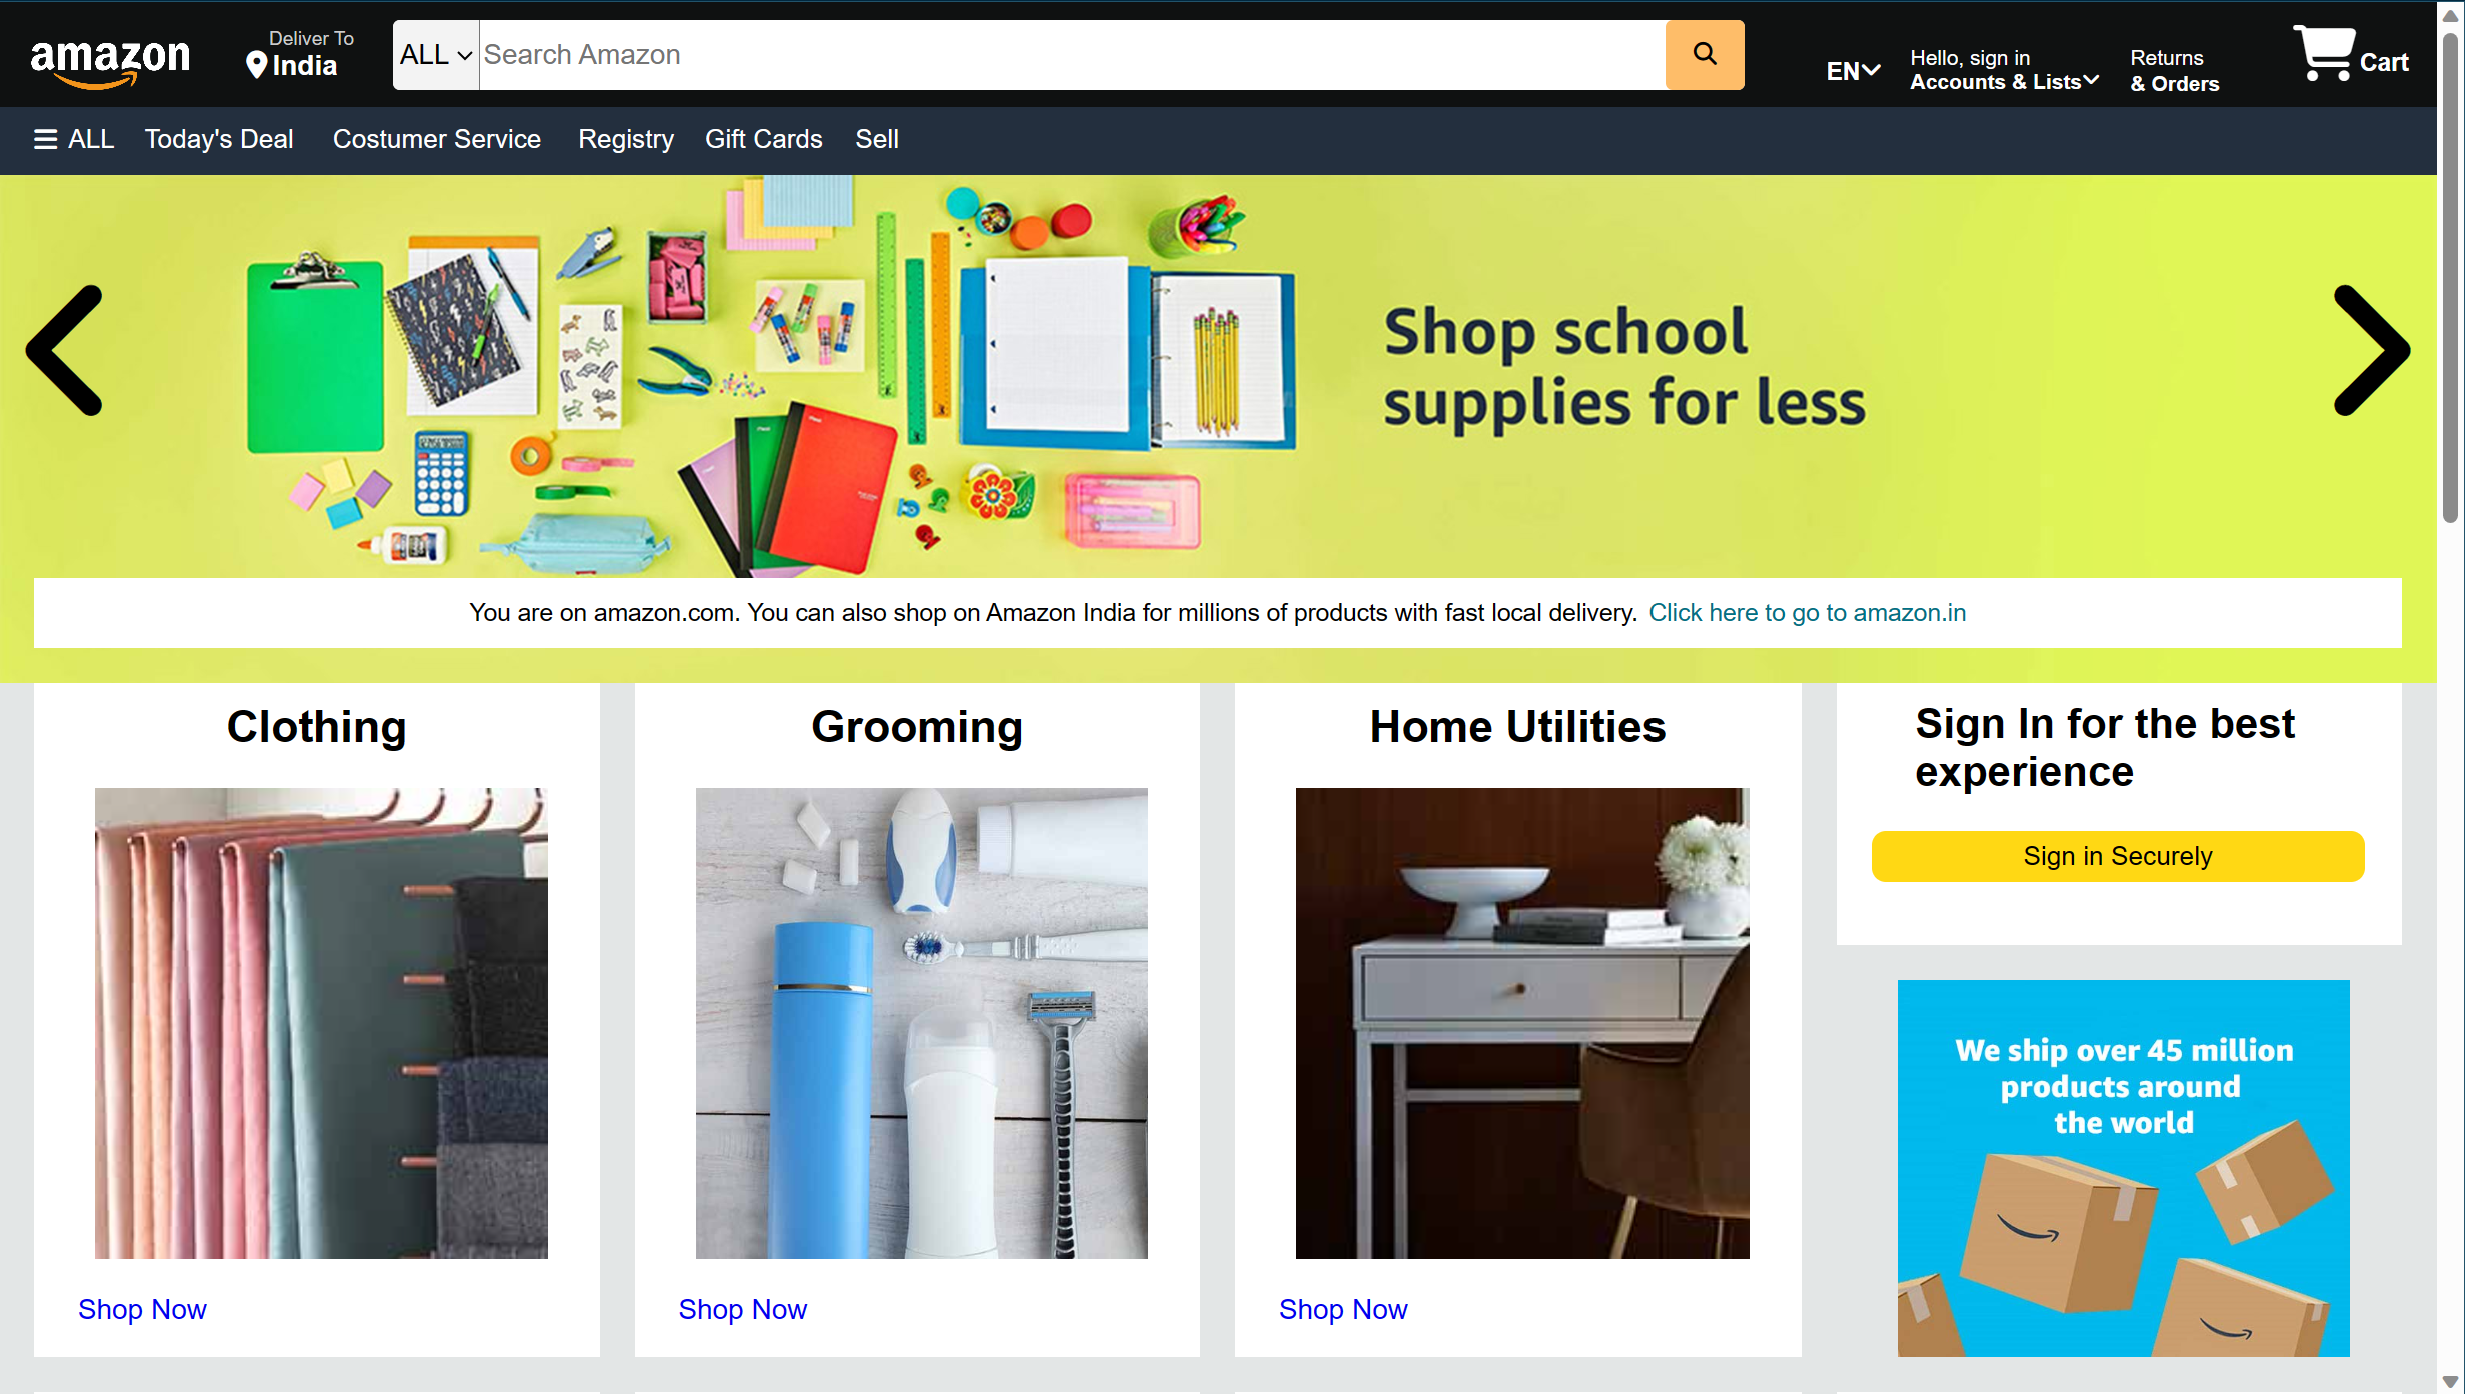 amazon
Deliver To
India
ALL
Search Amazon
EN
Hello, sign in
Accounts & Lists
Returns
& Orders
Cart
ALL
Today's Deal
Costumer Service
Registry
Gift Cards
Sell
Shop school
supplies for less
You are on amazon.com. You can also shop on Amazon India for millions of products with fast local delivery. Click here to go to amazon.in
Clothing
Grooming
Home Utilities
Sign In for the best
experience
Sign in Securely
We ship over 45 million
products around
the world
Shop Now
Shop Now
Shop Now